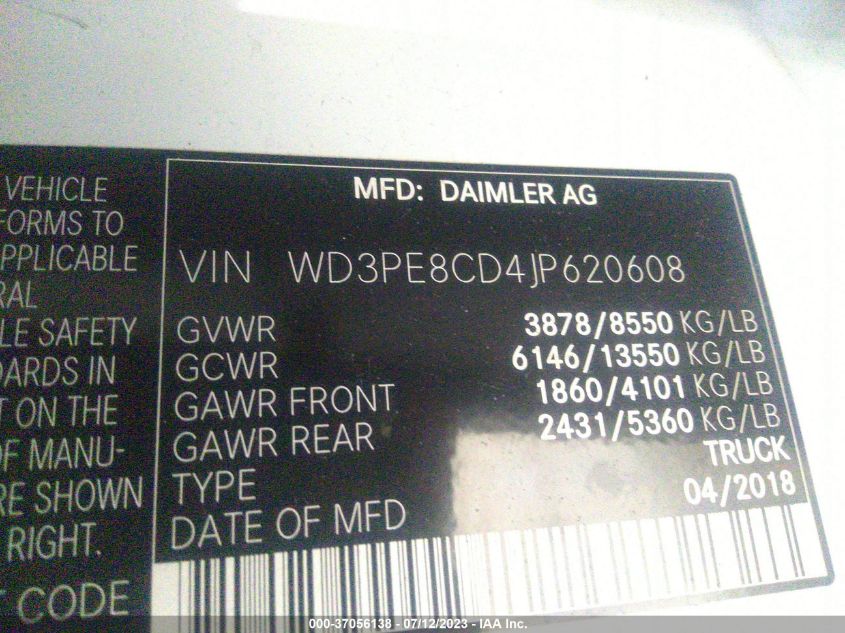 MFD: DAIMLER AG
VIN WD3PE8CD4JP620608
GVWR 3878/8550 KG/LB
GCWR 6146/13550 KG/LB
GAWR FRONT 1860/4101 KG/LB
GAWR REAR 2431/5360 KG/LB
TYPE TRUCK
DATE OF MFD 04/2018
VEHICLE
FORMS TO
APPLICABLE
RAL
LE SAFETY
DARDS IN
T ON THE
OF MANU-
RE SHOWN
RIGHT.
T CODE
000-37056138 - 07/12/2023 - IAA Inc.